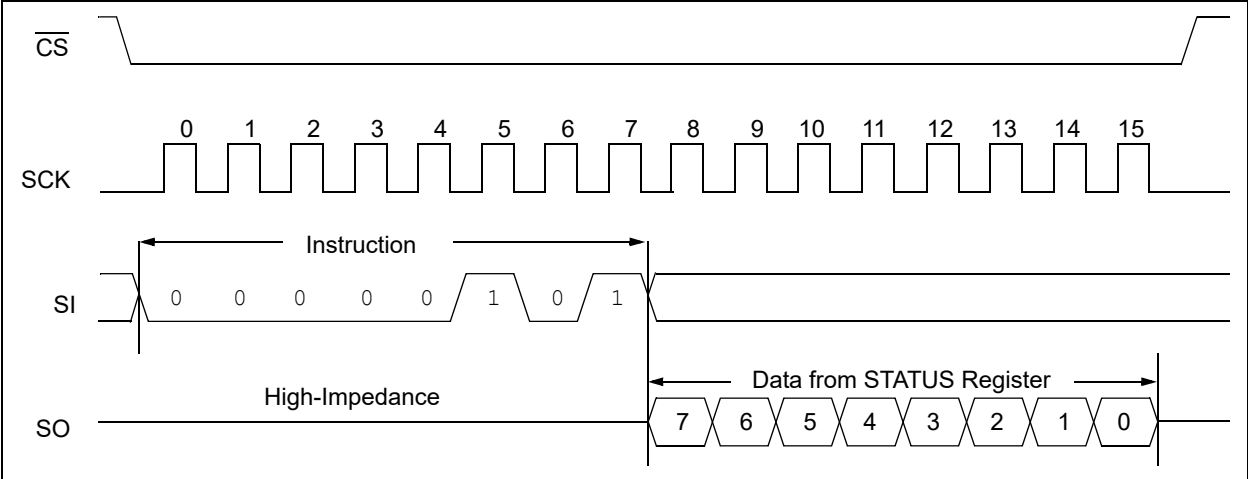 CS
0 1 2 3 4 5 6 7 8 9 10 11 12 13 14 15
SCK
Instruction
SI 0 0 0 0 0 1 0 1
Data from STATUS Register
High-Impedance
SO 7 6 5 4 3 2 1 0